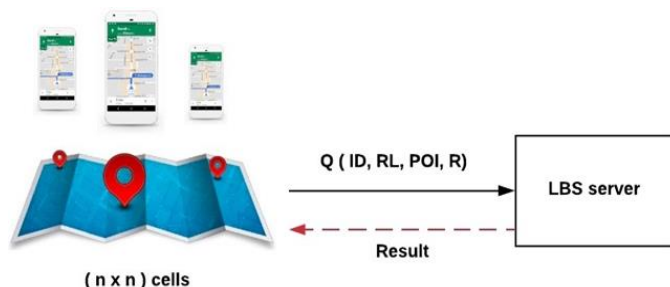 Q ( ID, RL, POI, R)
LBS server
Result
( n x n ) cells